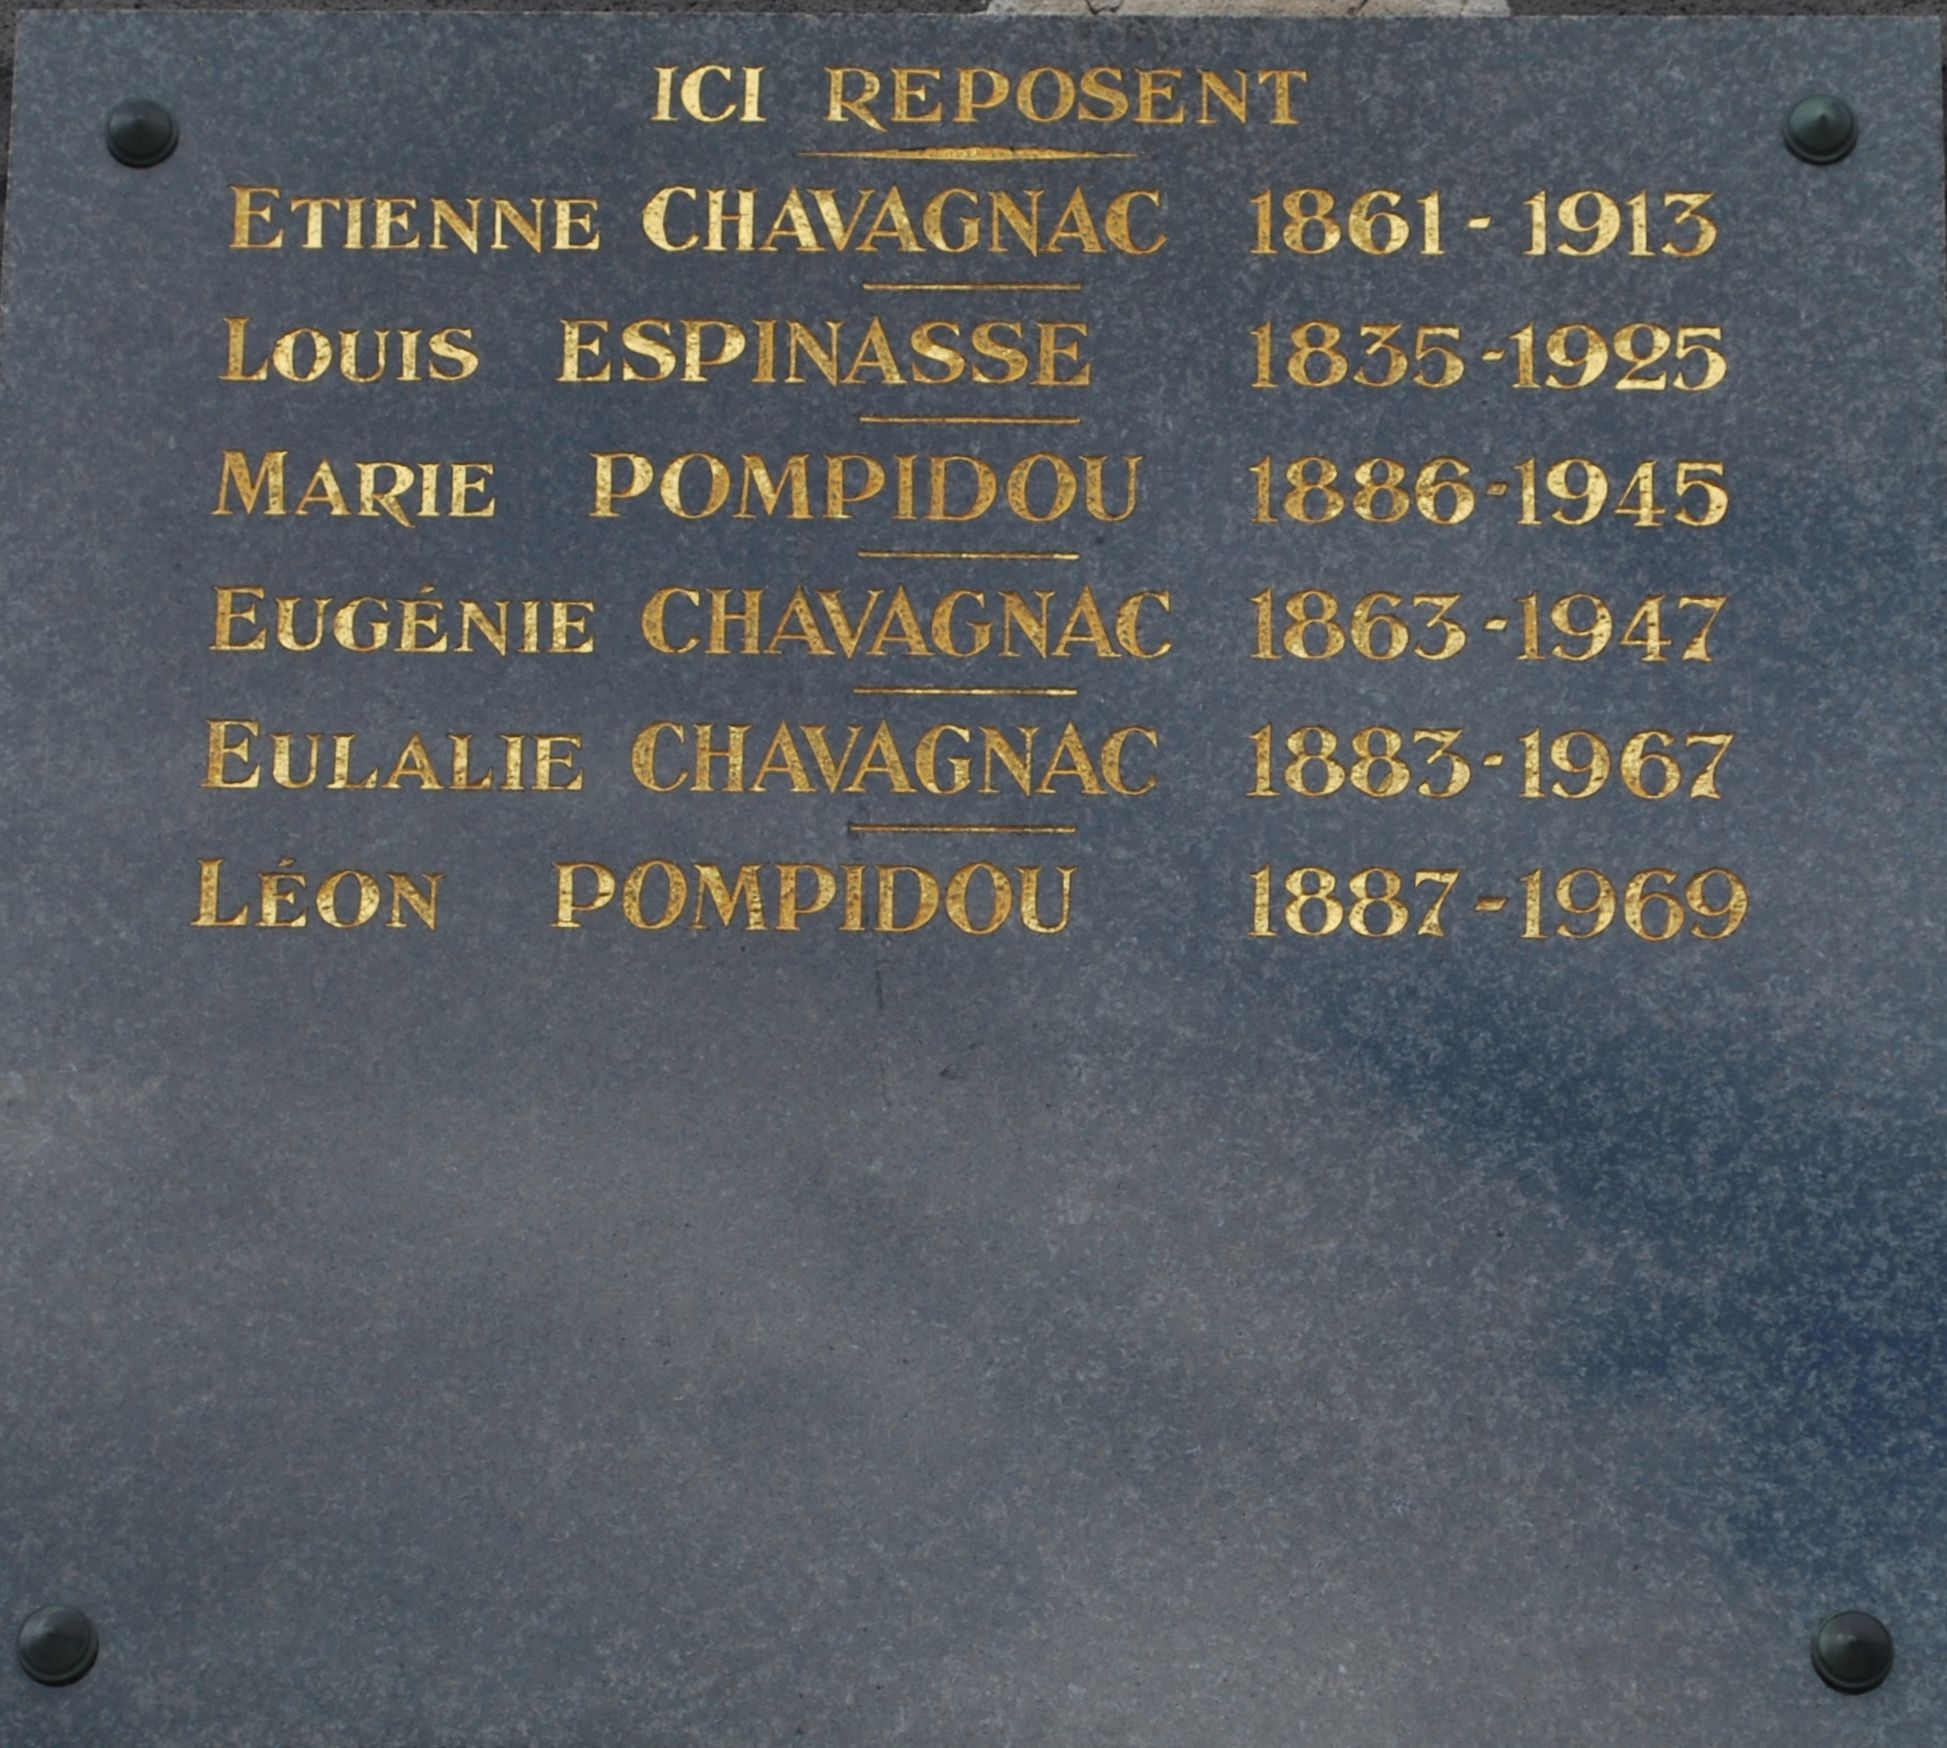 ICI REPOSENT
ETIENNE CHAVAGNAC 1861 - 1913
LOUIS ESPINASSE 1835 - 1925
MARIE POMPIDOU 1886 - 1945
EUGÉNIE CHAVAGNAC 1863 - 1947
EULALIE CHAVAGNAC 1883 - 1967
LÉON POMPIDOU 1887 - 1969